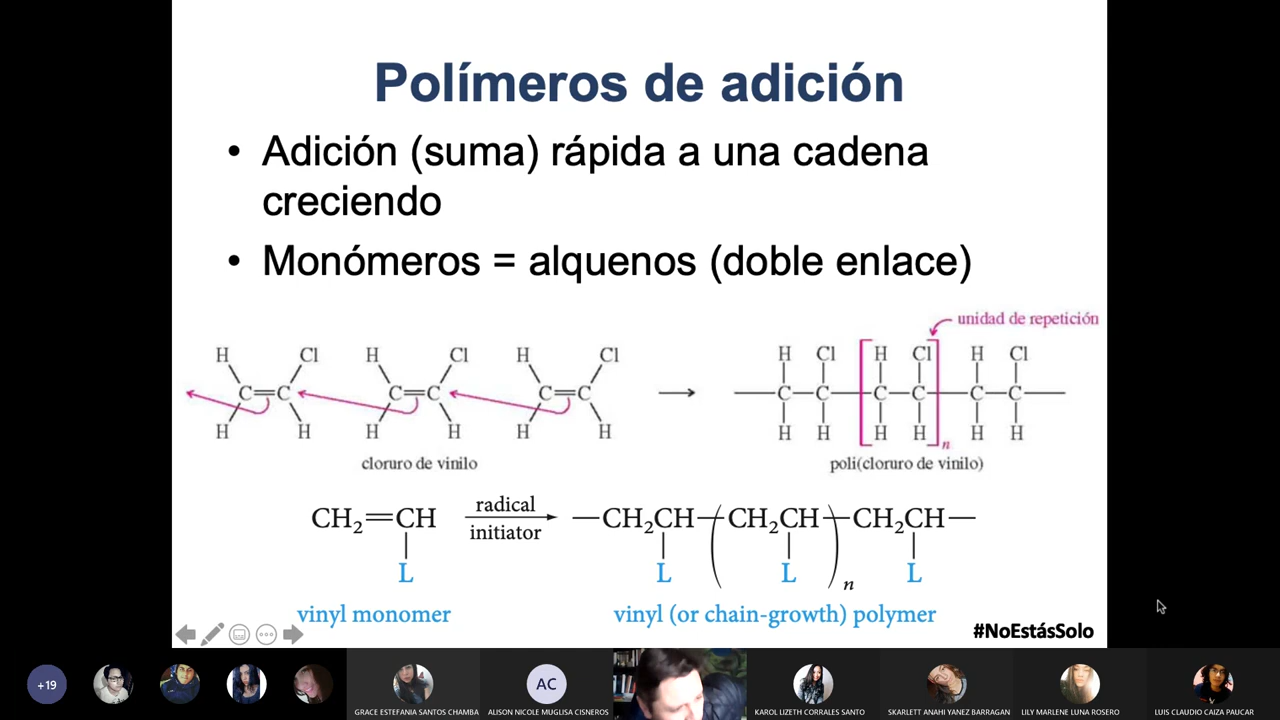 Polímeros de adición
• Adición (suma) rápida a una cadena
creciendo
• Monómeros = alquenos (doble enlace)
unidad de repetición
H Cl H Cl H Cl H Cl H Cl H Cl
C=C C=C C=C → —C—C—C—C—C—C—
H H H H H H H H H H H H n
cloruro de vinilo poli(cloruro de vinilo)
CH2=CH radical initiator —CH2CH—(CH2CH)—CH2CH—
L L L n L
vinyl monomer vinyl (or chain-growth) polymer
#NoEstásSolo
+19 AC
GRACE ESTEFANIA SANTOS CHAMBA ALISON NICOLE MUGLISA CISNEROS KAROL LIZETH CORRALES SANTO SKARLETT ANAHI YANEZ BARRAGAN LILY MARLENE LUNA ROSERO LUIS CLAUDIO CAIZA PAUCAR